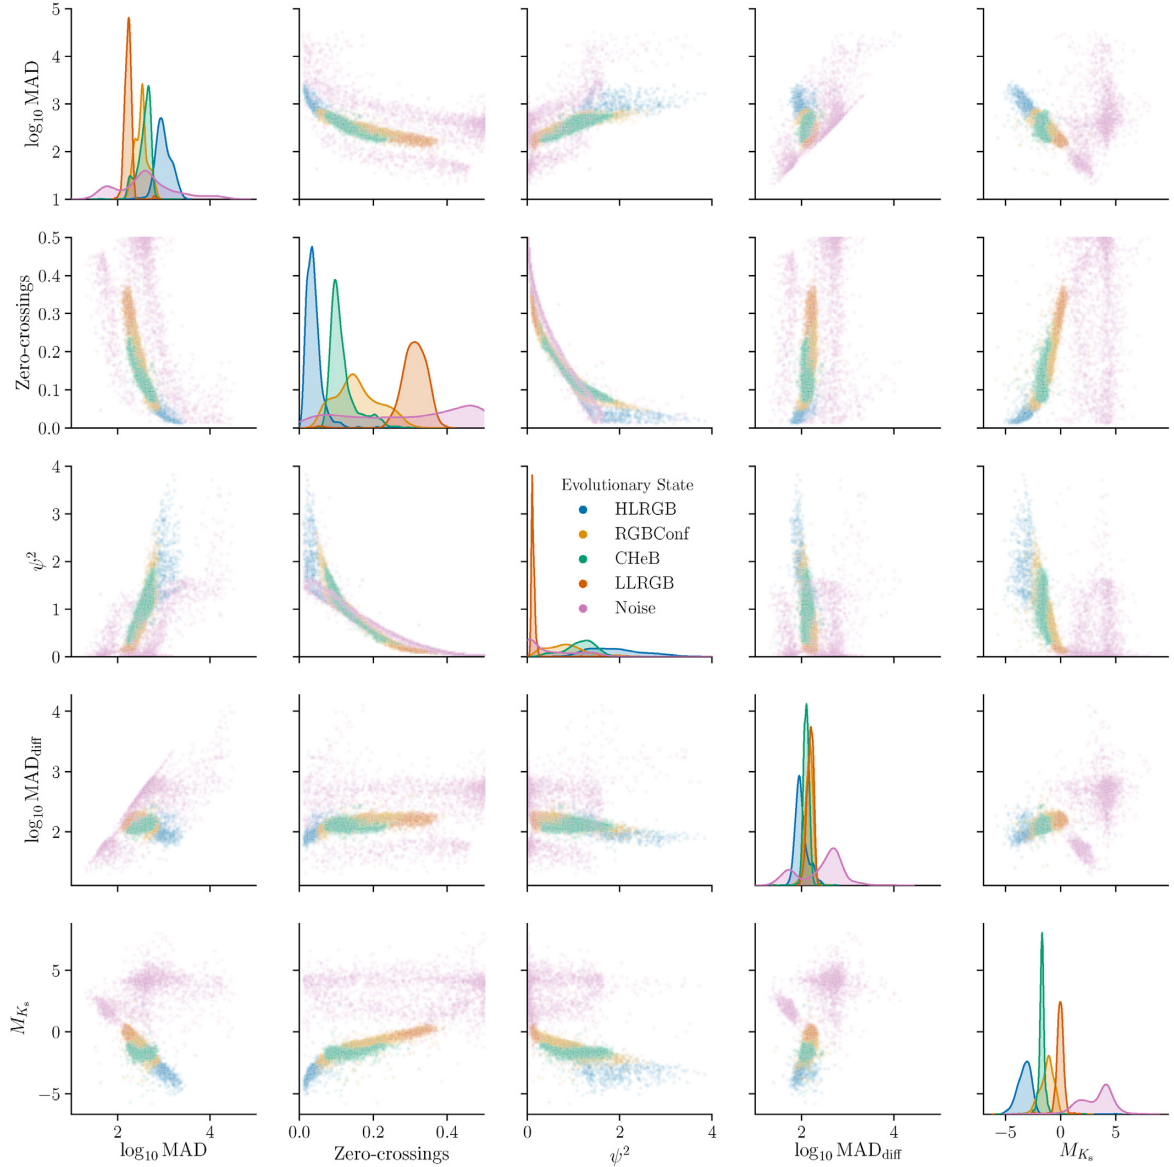 5
4
3
2
1
log₁₀ MAD
0.5
0.4
0.3
0.2
0.1
0.0
Zero-crossings
4
3
2
1
0
ψ²
Evolutionary State
HLRGB
RGBConf
CHeB
LLRGB
Noise
4
3
2
log₁₀ MAD_diff
5
0
−5
M_Kₛ
2 4
0.0 0.2 0.4
0 2 4
1 2 3 4
−5 0 5
log₁₀ MAD
Zero-crossings
ψ²
log₁₀ MAD_diff
M_Kₛ